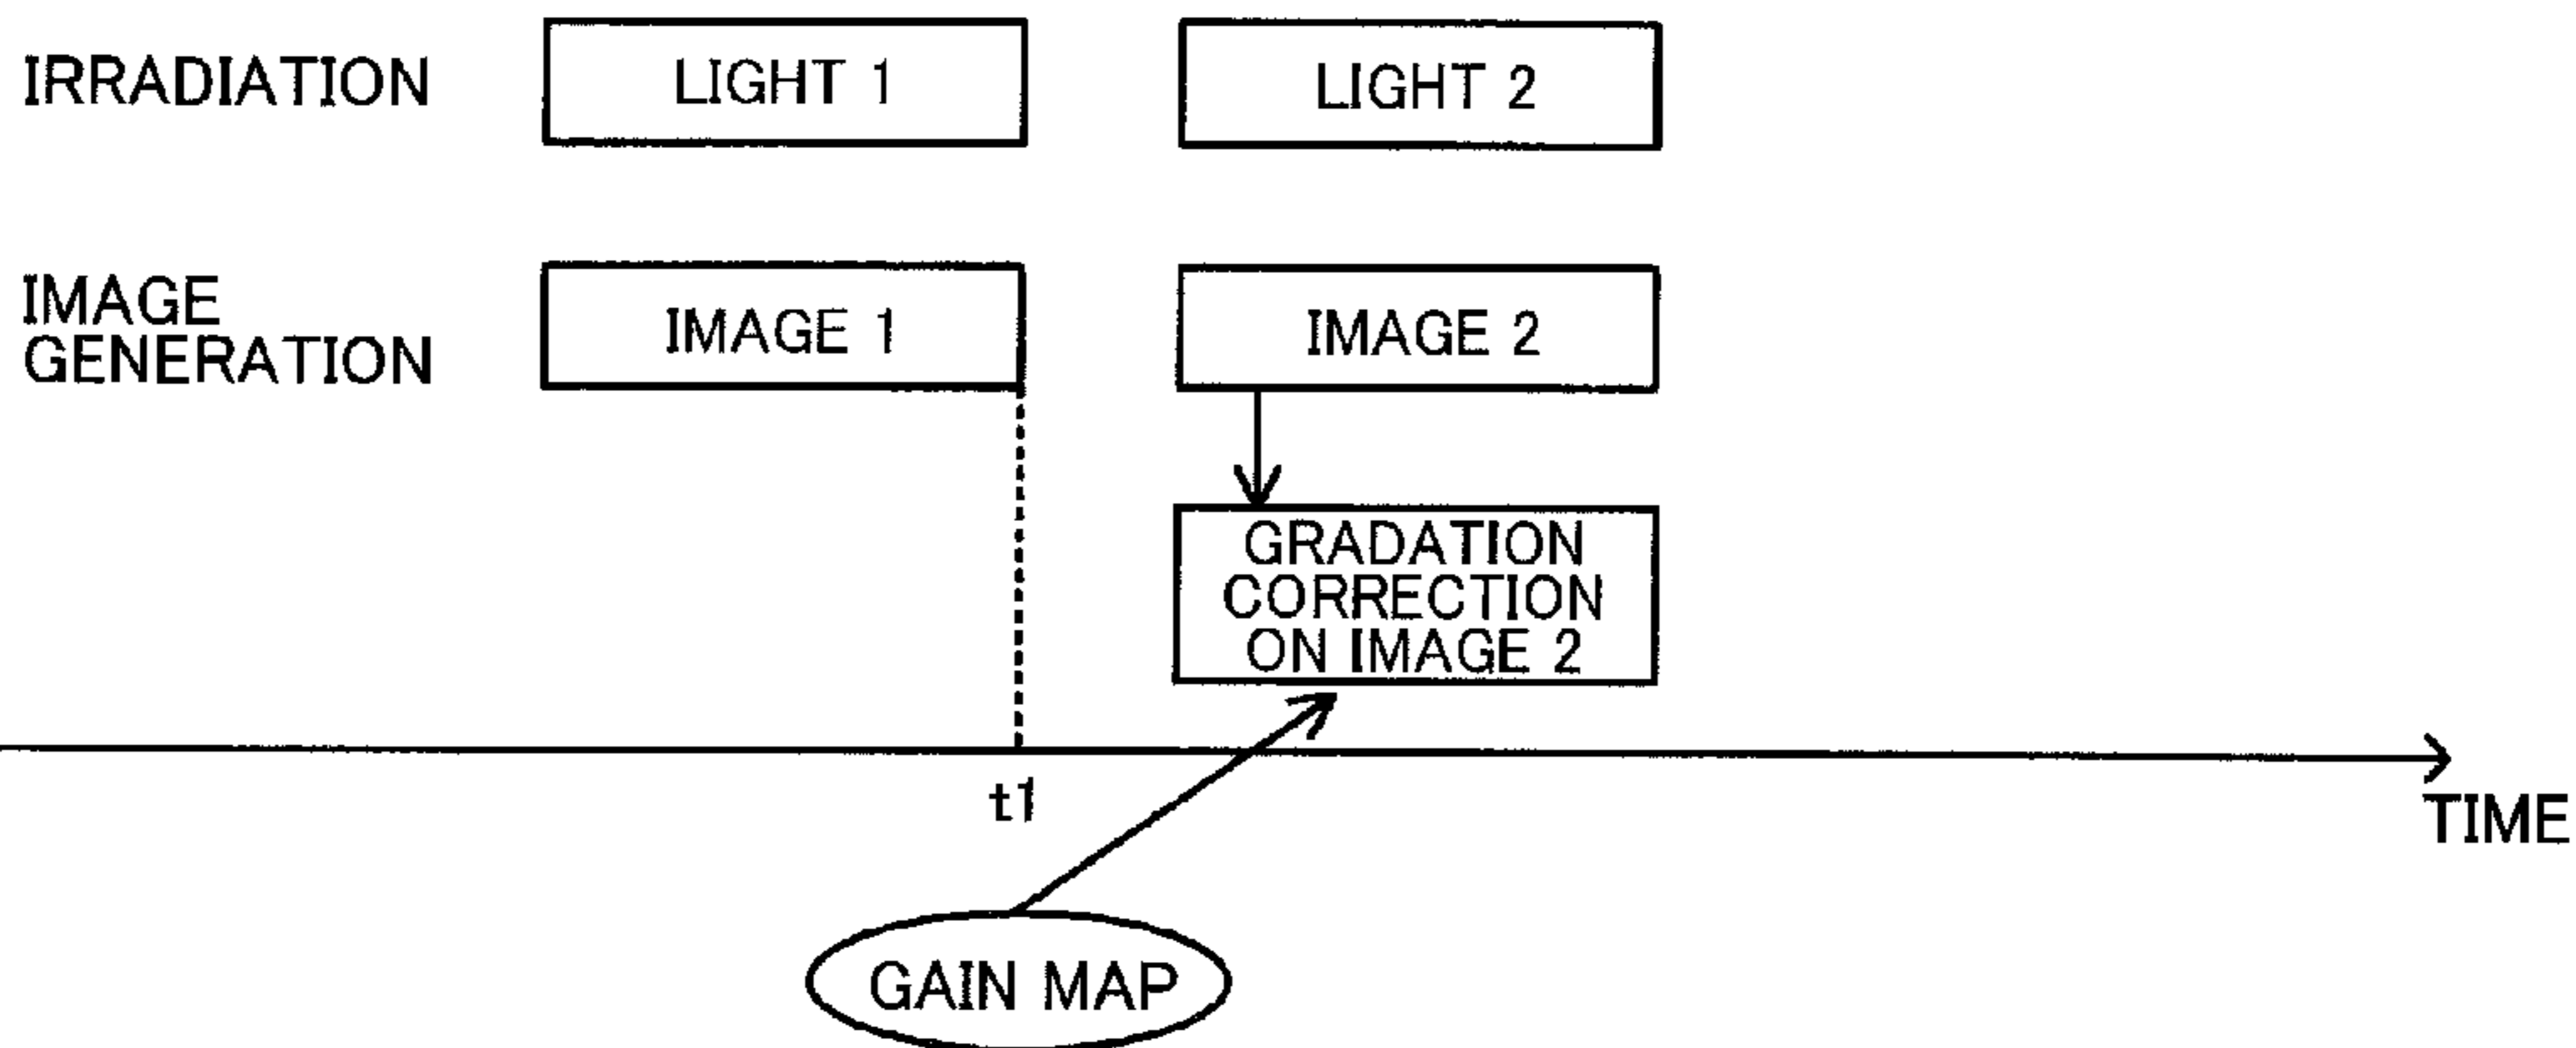 IRRADIATION
LIGHT 1
LIGHT 2
IMAGE
GENERATION
IMAGE 1
IMAGE 2
GRADATION
CORRECTION
ON IMAGE 2
t1
TIME
GAIN MAP